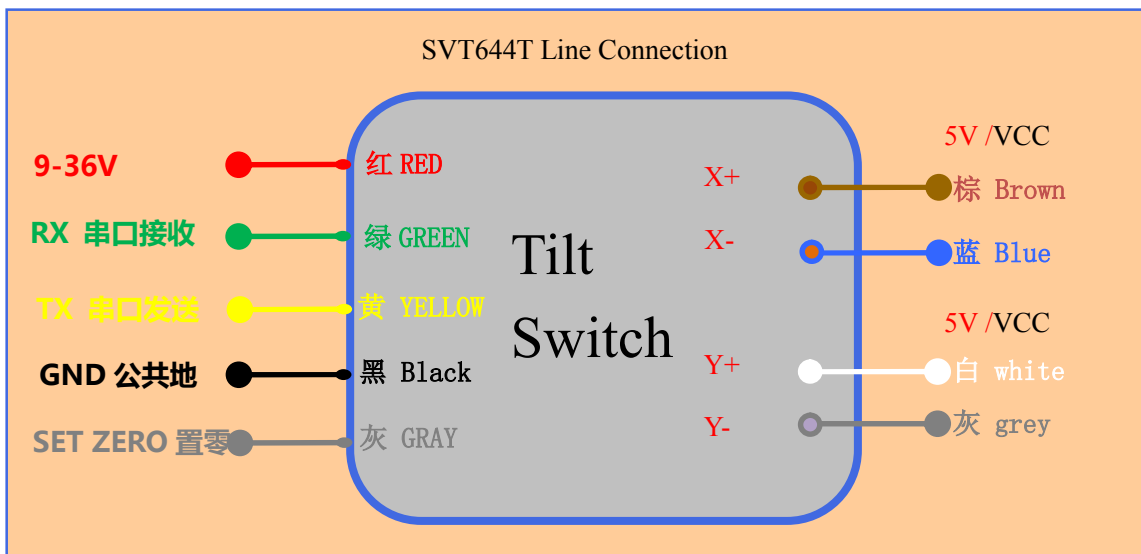 SVT644T Line Connection
9-36V
红 RED
RX 串口接收
绿 GREEN
TX 串口发送
黄 YELLOW
GND 公共地
黑 Black
SET ZERO 置零
灰 GRAY
Tilt
Switch
5V /VCC
X+
棕 Brown
X-
蓝 Blue
5V /VCC
Y+
白 white
Y-
灰 grey